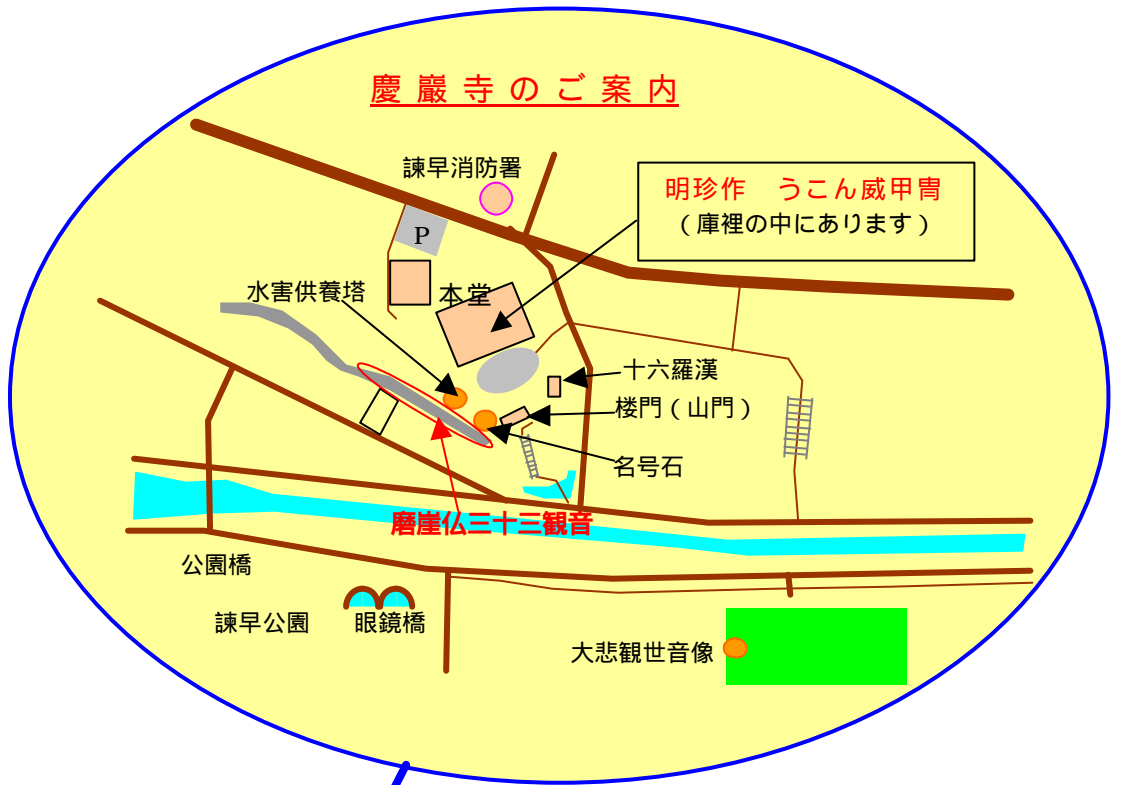 慶巖寺のご案内
諫早消防署
明珍作　うこん威甲冑
（庫裡の中にあります）
P
水害供養塔
本堂
十六羅漢
楼門（山門）
名号石
磨崖仏三十三観音
公園橋
諫早公園
眼鏡橋
大悲観世音像